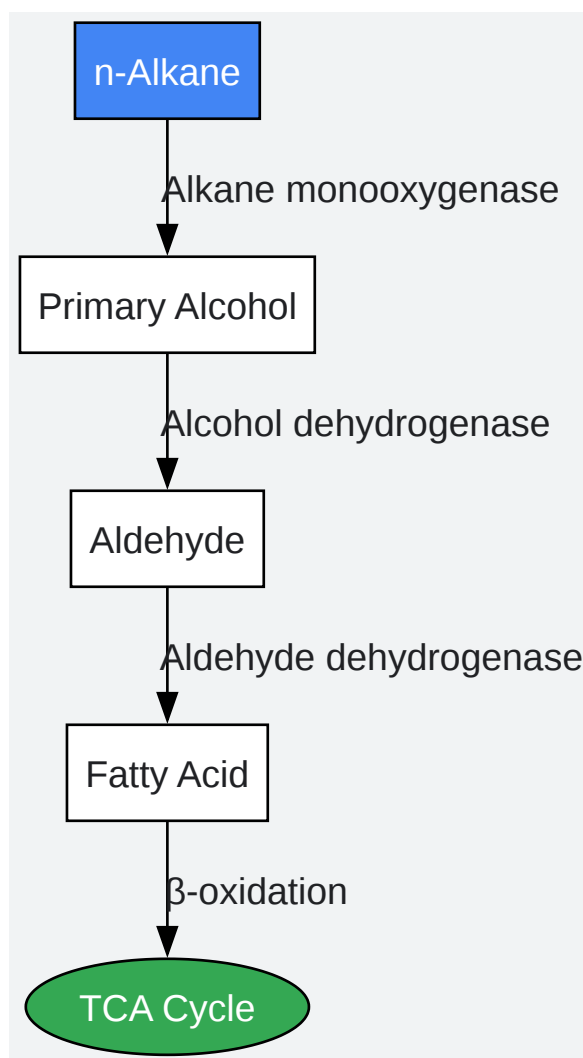 n-Alkane
Alkane monooxygenase
Primary Alcohol
Alcohol dehydrogenase
Aldehyde
Aldehyde dehydrogenase
Fatty Acid
β-oxidation
TCA Cycle